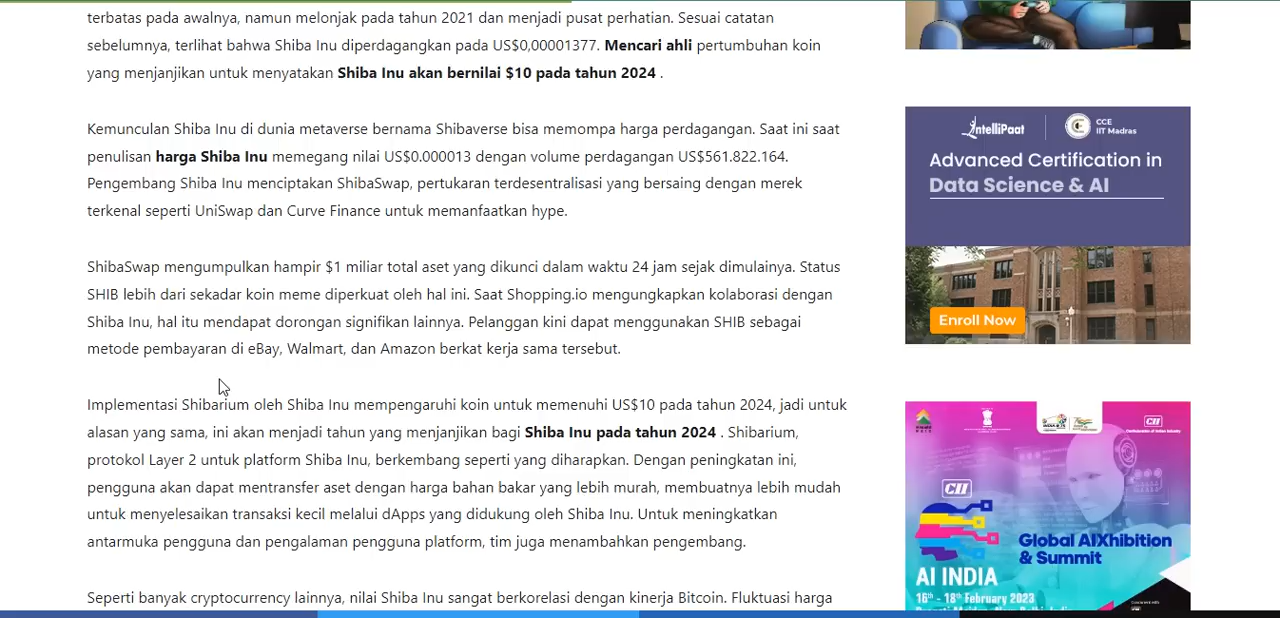 terbatas pada awalnya, namun melonjak pada tahun 2021 dan menjadi pusat perhatian. Sesuai catatan
sebelumnya, terlihat bahwa Shiba Inu diperdagangkan pada US$0,00001377. Mencari ahli pertumbuhan koin
yang menjanjikan untuk menyatakan Shiba Inu akan bernilai $10 pada tahun 2024 .
Kemunculan Shiba Inu di dunia metaverse bernama Shibaverse bisa memompa harga perdagangan. Saat ini saat
penulisan harga Shiba Inu memegang nilai US$0.000013 dengan volume perdagangan US$561.822.164.
Pengembang Shiba Inu menciptakan ShibaSwap, pertukaran terdesentralisasi yang bersaing dengan merek
terkenal seperti UniSwap dan Curve Finance untuk memanfaatkan hype.
ShibaSwap mengumpulkan hampir $1 miliar total aset yang dikunci dalam waktu 24 jam sejak dimulainya. Status
SHIB lebih dari sekadar koin meme diperkuat oleh hal ini. Saat Shopping.io mengungkapkan kolaborasi dengan
Shiba Inu, hal itu mendapat dorongan signifikan lainnya. Pelanggan kini dapat menggunakan SHIB sebagai
metode pembayaran di eBay, Walmart, dan Amazon berkat kerja sama tersebut.
Implementasi Shibarium oleh Shiba Inu mempengaruhi koin untuk memenuhi US$10 pada tahun 2024, jadi untuk
alasan yang sama, ini akan menjadi tahun yang menjanjikan bagi Shiba Inu pada tahun 2024 . Shibarium,
protokol Layer 2 untuk platform Shiba Inu, berkembang seperti yang diharapkan. Dengan peningkatan ini,
pengguna akan dapat mentransfer aset dengan harga bahan bakar yang lebih murah, membuatnya lebih mudah
untuk menyelesaikan transaksi kecil melalui dApps yang didukung oleh Shiba Inu. Untuk meningkatkan
antarmuka pengguna dan pengalaman pengguna platform, tim juga menambahkan pengembang.
Seperti banyak cryptocurrency lainnya, nilai Shiba Inu sangat berkorelasi dengan kinerja Bitcoin. Fluktuasi harga
IntelliPaat
CCE
IIT Madras
Advanced Certification in
Data Science & AI
Enroll Now
CII
CII
Global AIXhibition
& Summit
AI INDIA
16th - 18th February 2023